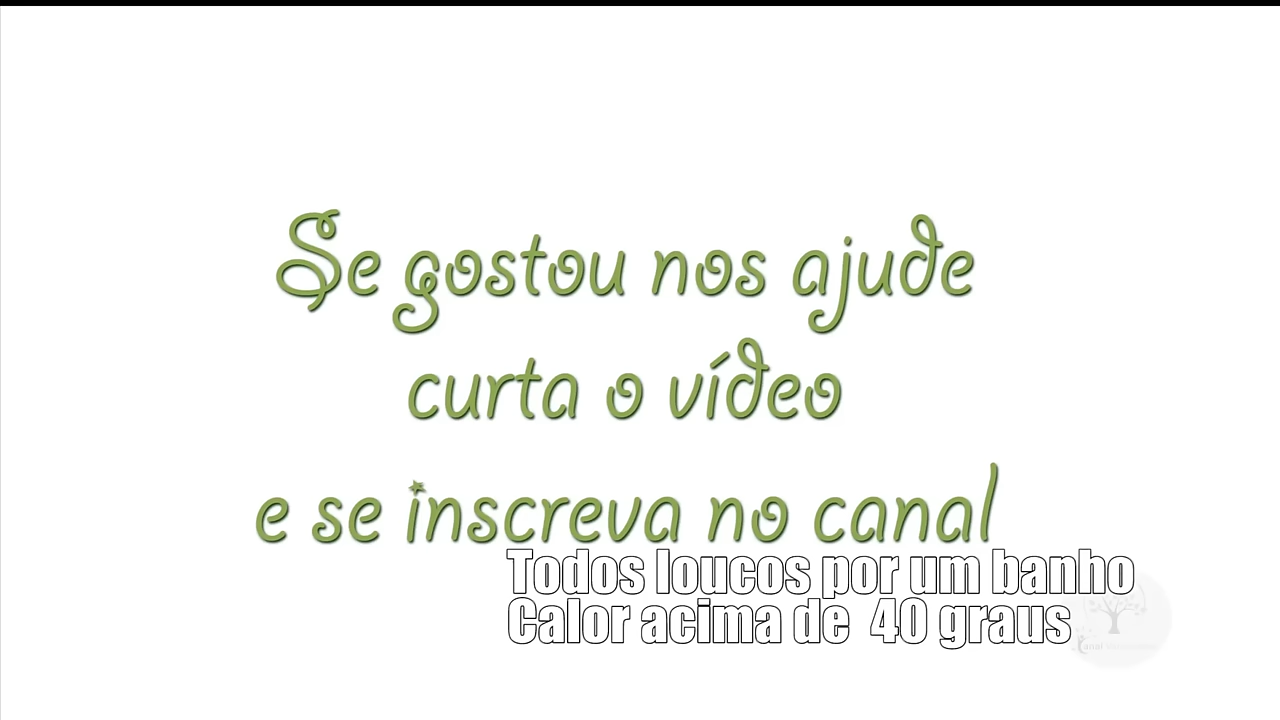 Se gostou nos ajude
curta o vídeo
e se inscreva no canal
Todos loucos por um banho
Calor acima de 40 graus